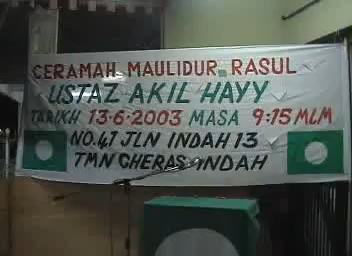 CERAMAH MAULIDUR RASUL
USTAZ AKIL HAYY
TARIKH 13-6-2003 MASA 9:15 MLM
NO.47 JLN INDAH 13
TMN CHERAS INDAH